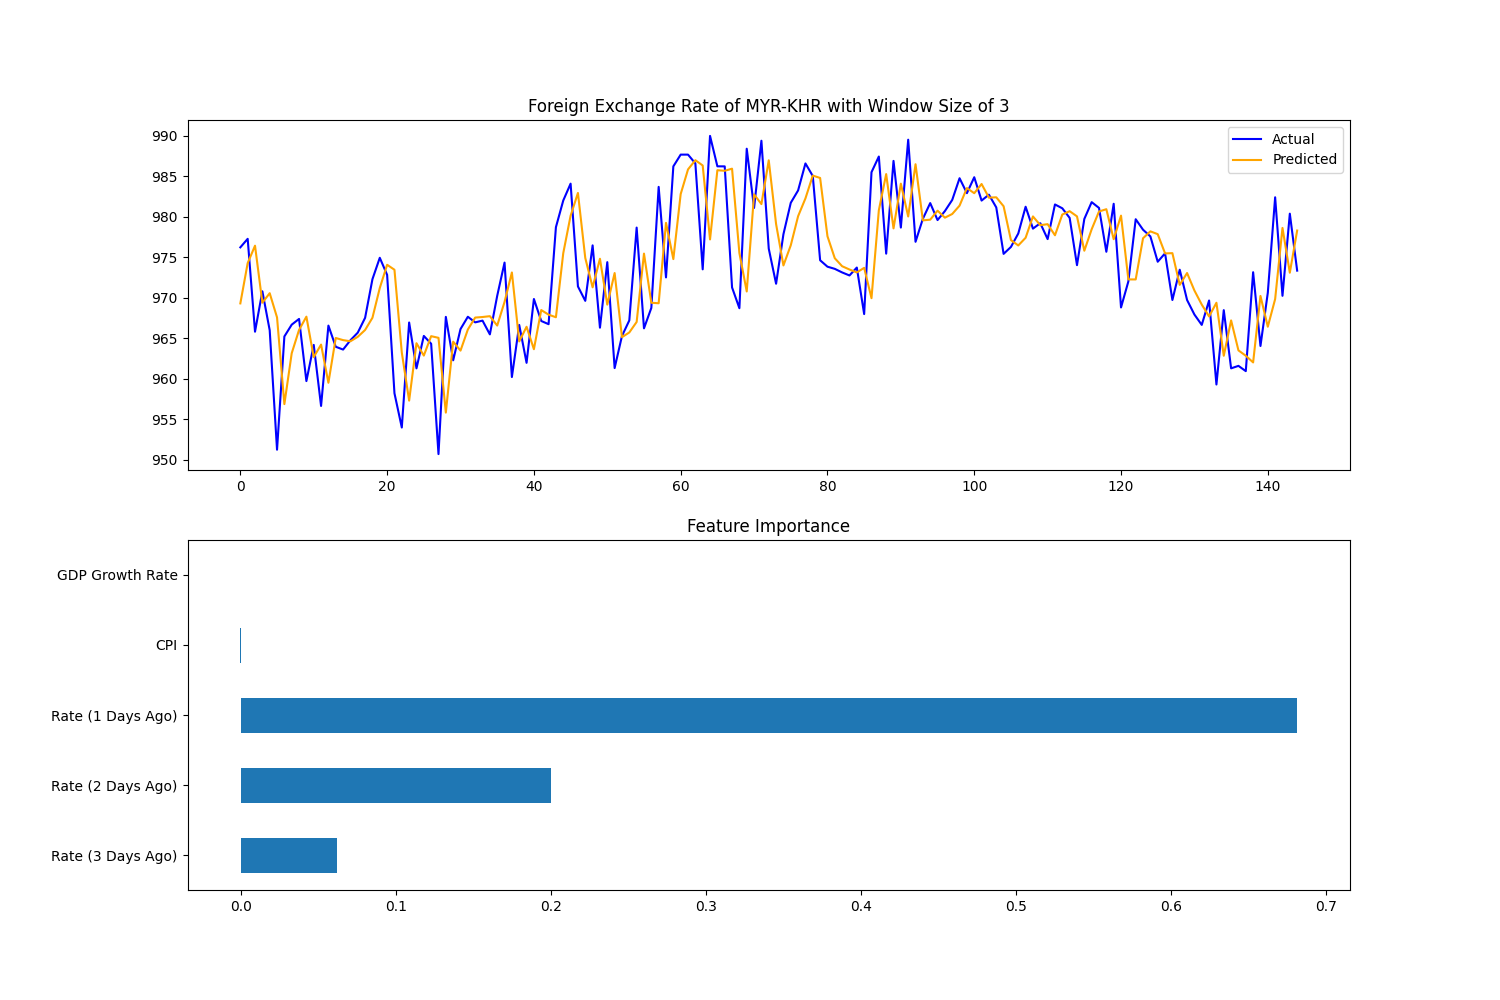 Foreign Exchange Rate of MYR-KHR with Window Size of 3
990
985
980
975
970
965
960
955
950
Actual
Predicted
0 20 40 60 80 100 120 140
Feature Importance
GDP Growth Rate
CPI
Rate (1 Days Ago)
Rate (2 Days Ago)
Rate (3 Days Ago)
0.0 0.1 0.2 0.3 0.4 0.5 0.6 0.7